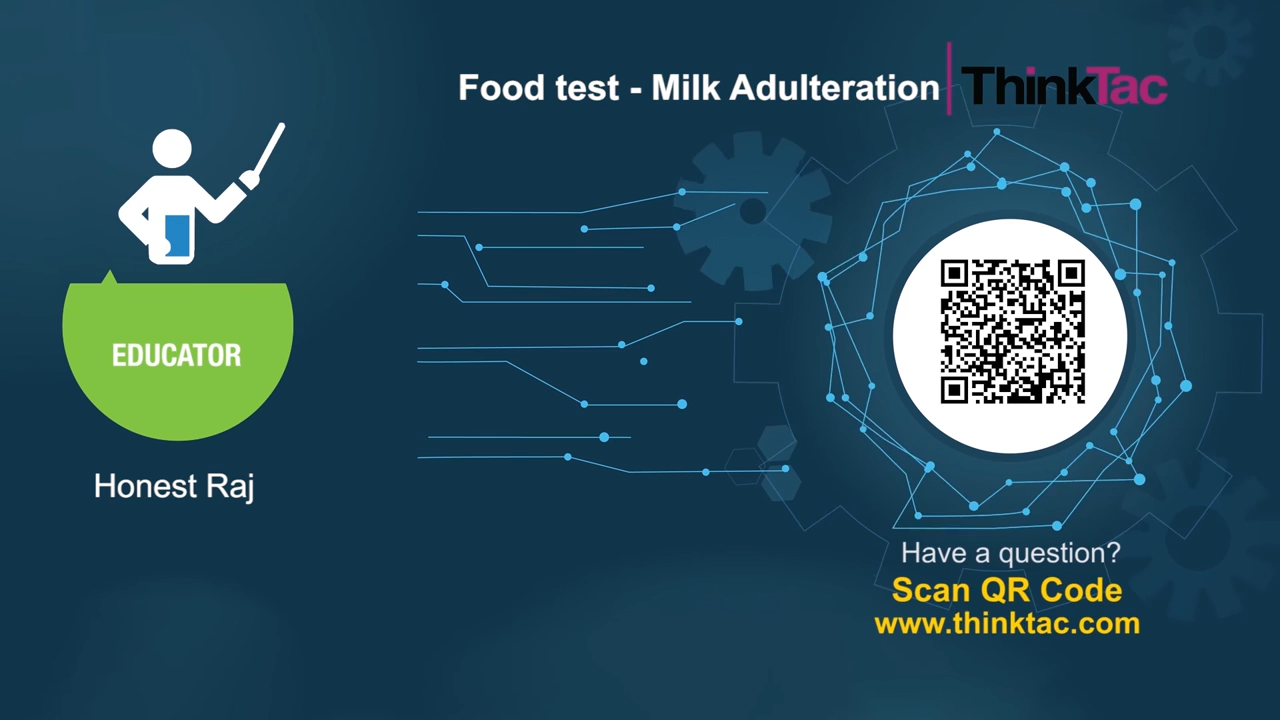 Food test - Milk Adulteration
ThinkTac
EDUCATOR
Honest Raj
Have a question?
Scan QR Code
www.thinktac.com